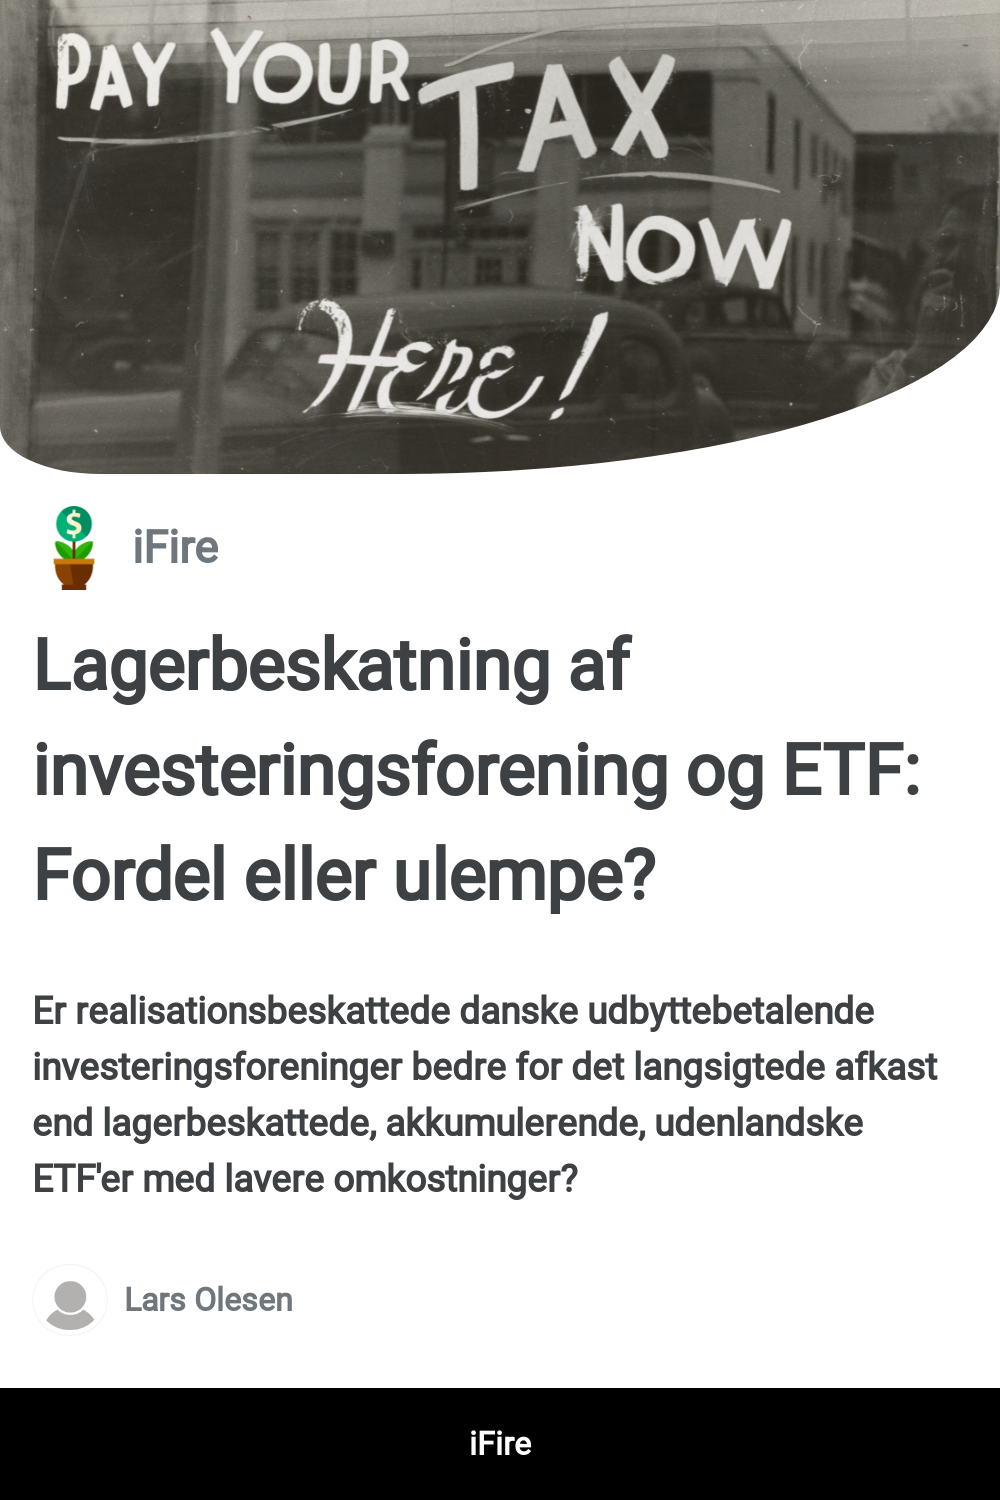 PAY YOUR TAX
NOW
HERE!
iFire
Lagerbeskatning af
investeringsforening og ETF:
Fordel eller ulempe?
Er realisationsbeskattede danske udbyttebetalende
investeringsforeninger bedre for det langsigtede afkast
end lagerbeskattede, akkumulerende, udenlandske
ETF'er med lavere omkostninger?
Lars Olesen
iFire